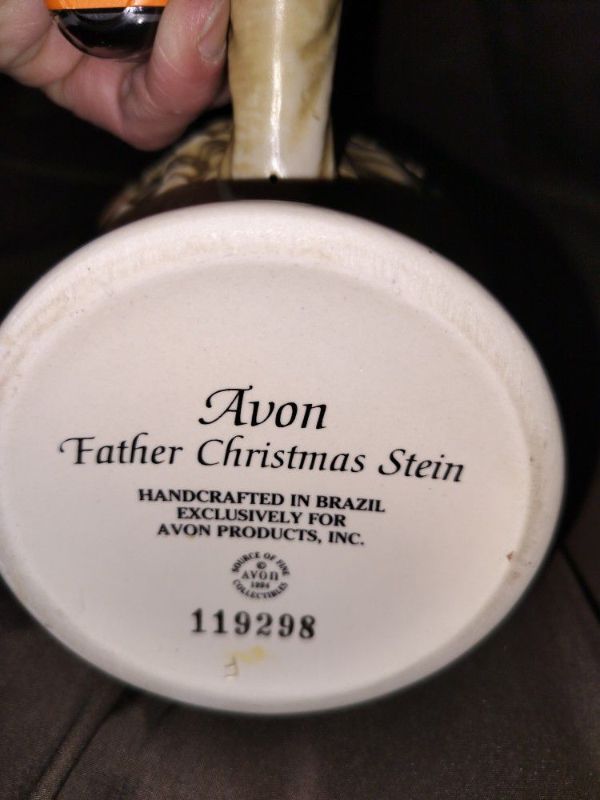 Avon
Father Christmas Stein
HANDCRAFTED IN BRAZIL
EXCLUSIVELY FOR
AVON PRODUCTS, INC.
SOURCE OF FINE
©
AVON
1994
COLLECTIBLES
119298
F